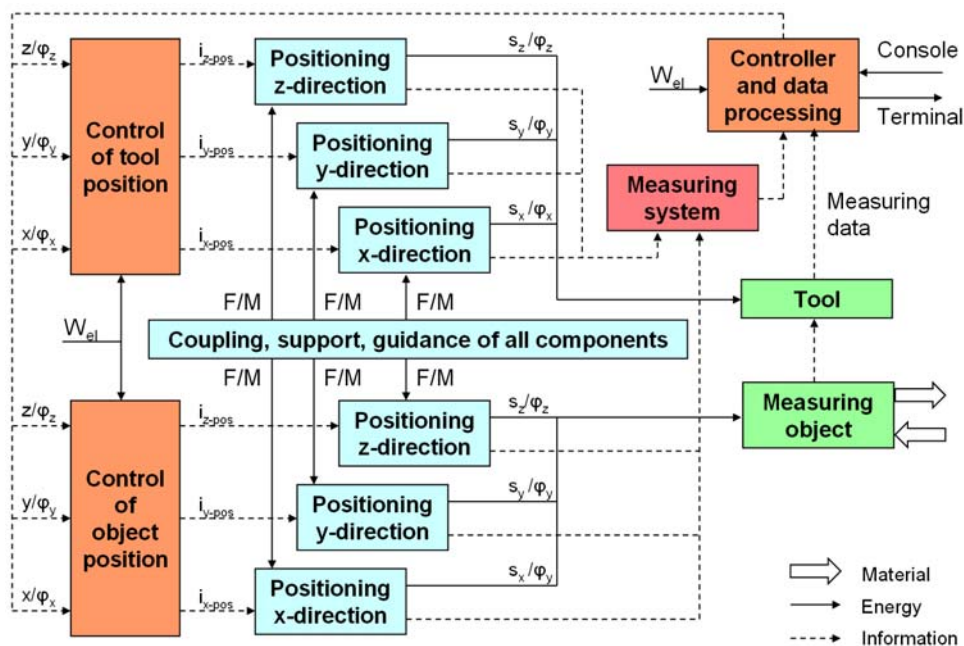 z/φz
iz-pos
Positioning
z-direction
sz/φz
Controller
and data
processing
Console
Wel
Terminal
Control
of tool
position
y/φy
iy-pos
Positioning
y-direction
sy/φy
Measuring
system
Measuring
data
x/φx
ix-pos
Positioning
x-direction
sx/φx
F/M
F/M
F/M
Tool
Wel
Coupling, support, guidance of all components
F/M
F/M
F/M
z/φz
iz-pos
Positioning
z-direction
sz/φz
Measuring
object
Control
of
object
position
y/φy
iy-pos
Positioning
y-direction
sy/φy
x/φx
ix-pos
Positioning
x-direction
sx/φy
Material
Energy
Information